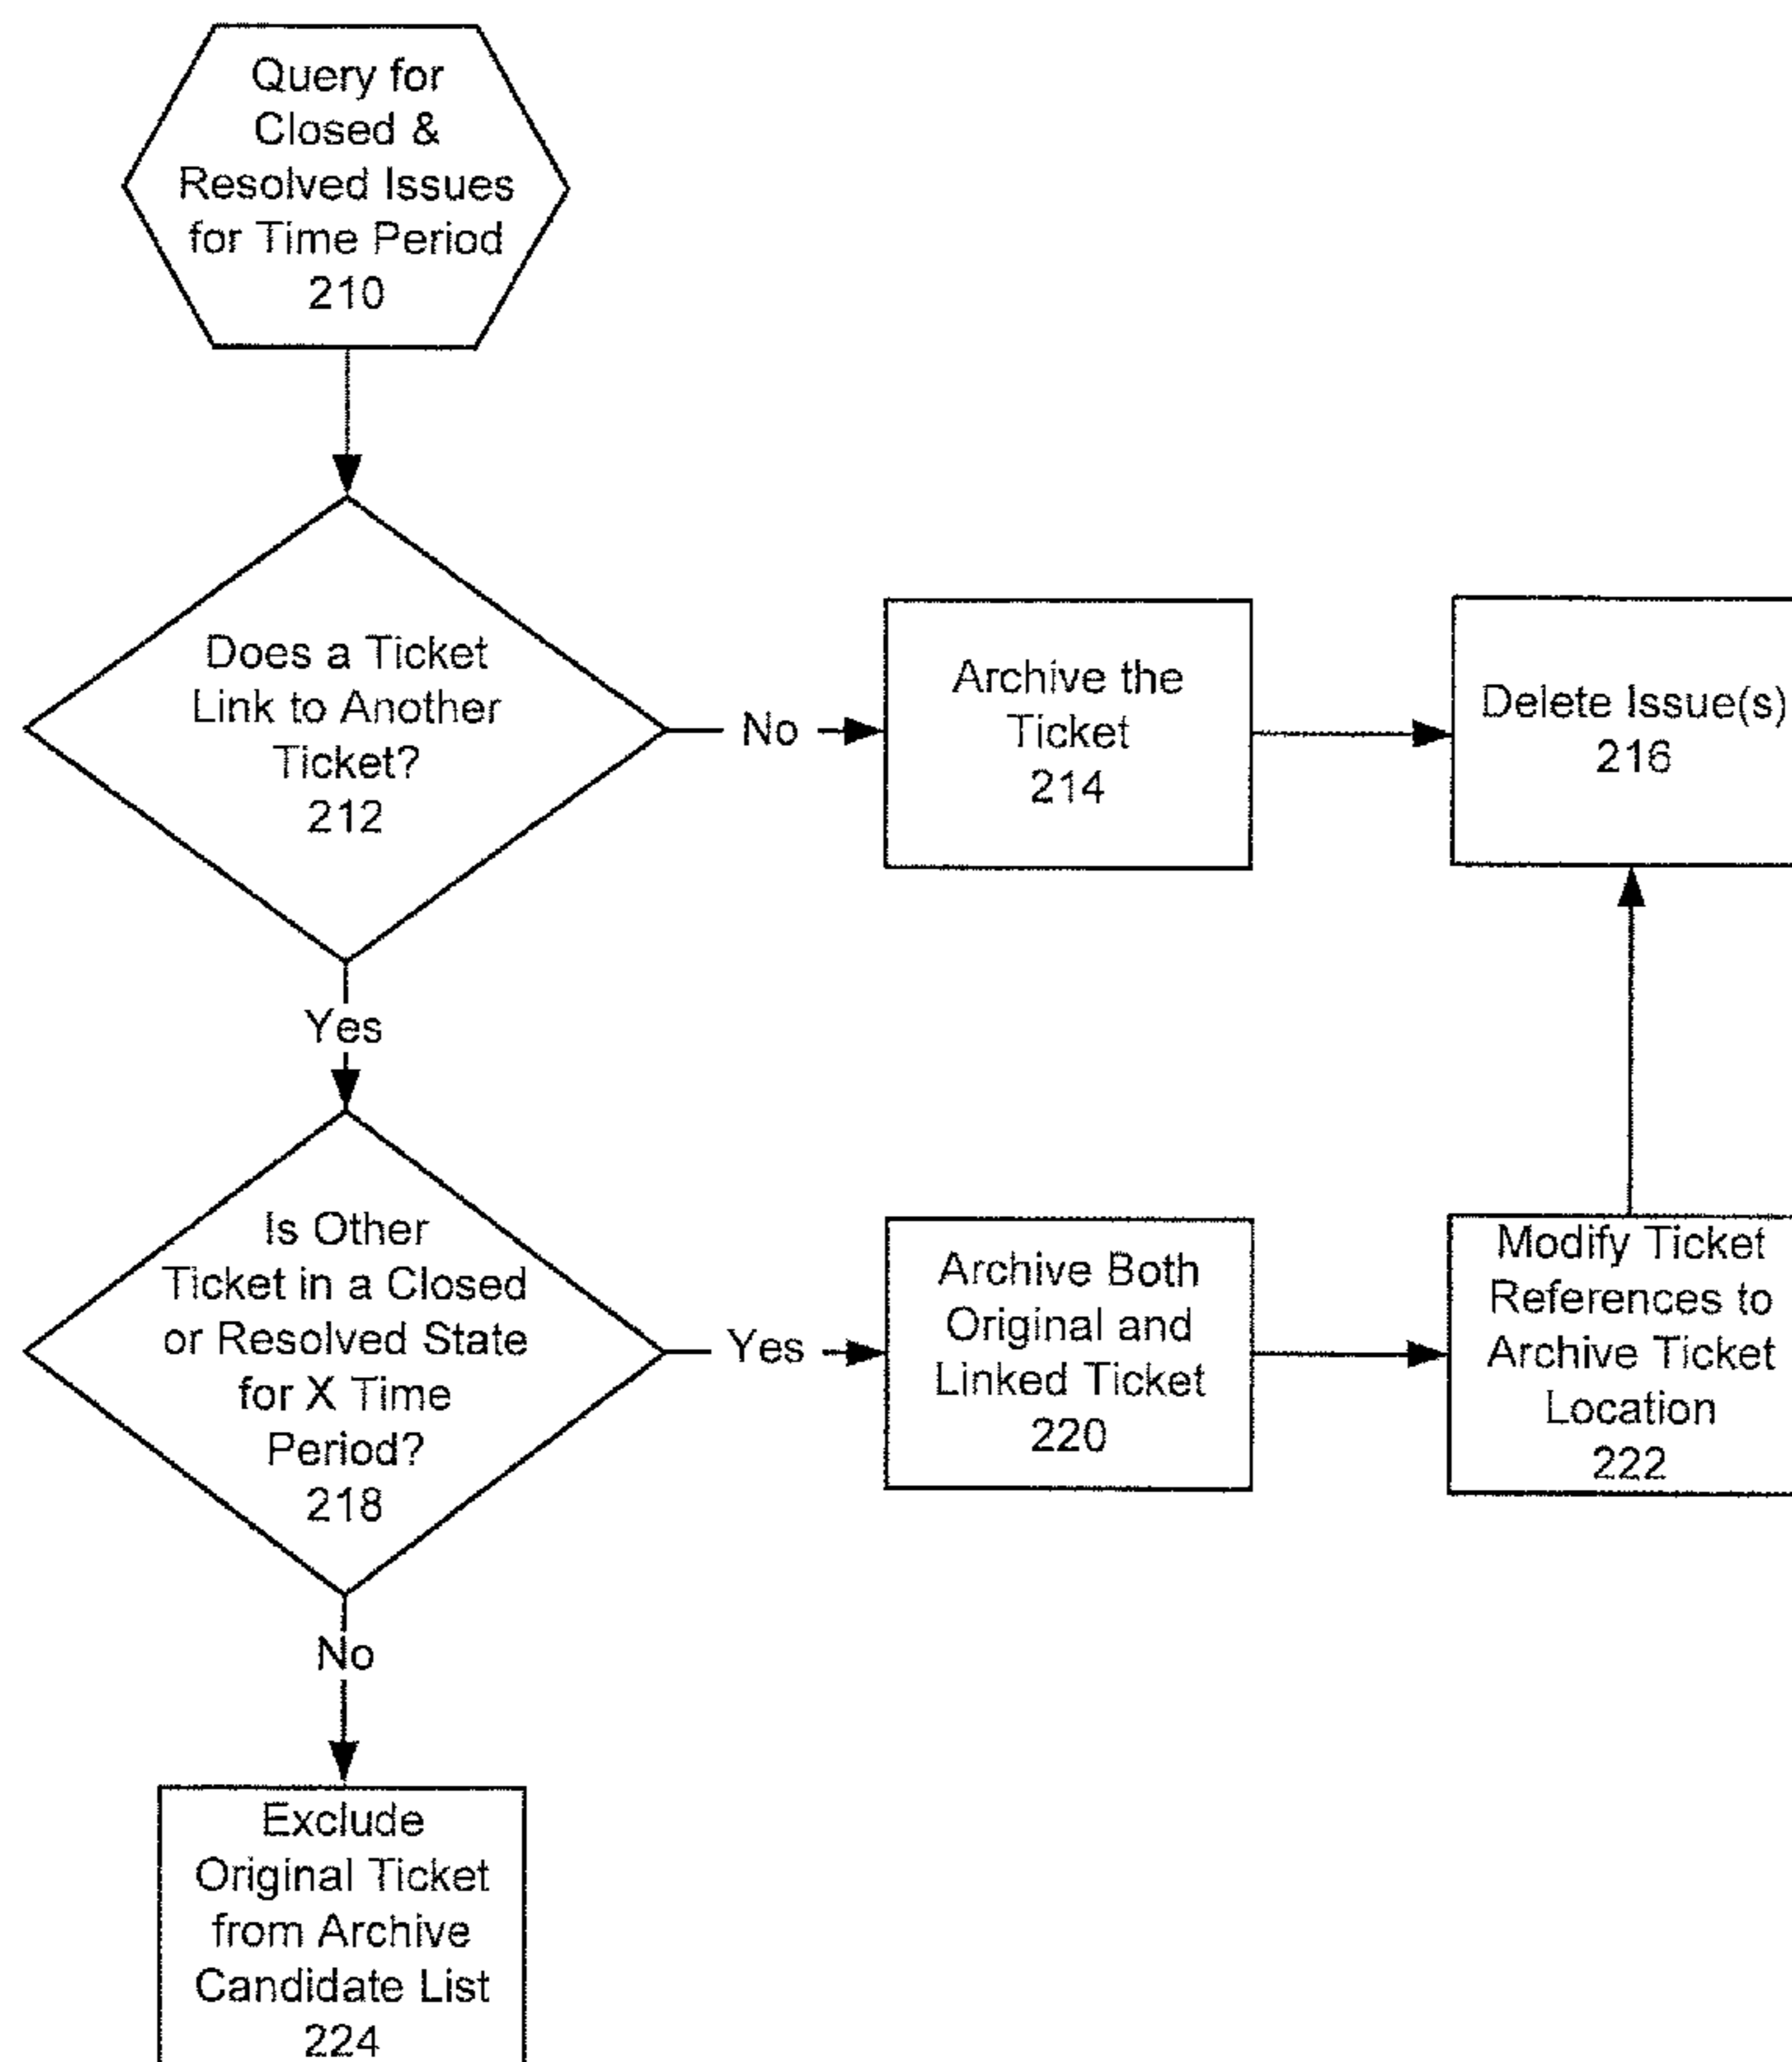 Query for
Closed &
Resolved Issues
for Time Period
210
Does a Ticket
Link to Another
Ticket?
212
No
Archive the
Ticket
214
Delete Issue(s)
216
Yes
Is Other
Ticket in a Closed
or Resolved State
for X Time
Period?
218
Yes
Archive Both
Original and
Linked Ticket
220
Modify Ticket
References to
Archive Ticket
Location
222
No
Exclude
Original Ticket
from Archive
Candidate List
224